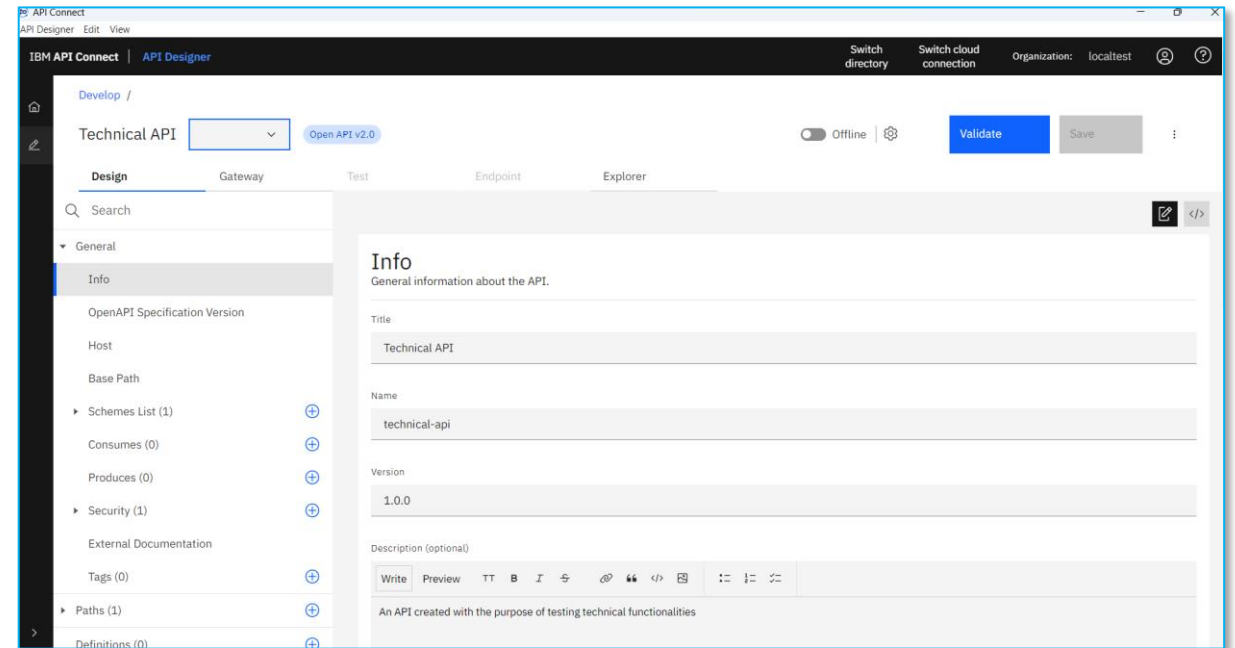 API Connect
API Designer Edit View
IBM API Connect | API Designer
Switch directory
Switch cloud connection
Organization: localtest
Develop /
Technical API
Open API v2.0
Offline
Validate
Save
Design Gateway Test Endpoint Explorer
Search
General
Info
OpenAPI Specification Version
Host
Base Path
Schemes List (1)
Consumes (0)
Produces (0)
Security (1)
External Documentation
Tags (0)
Paths (1)
Definitions (0)
Info
General information about the API.
Title
Technical API
Name
technical-api
Version
1.0.0
Description (optional)
Write Preview TT B I S
An API created with the purpose of testing technical functionalities